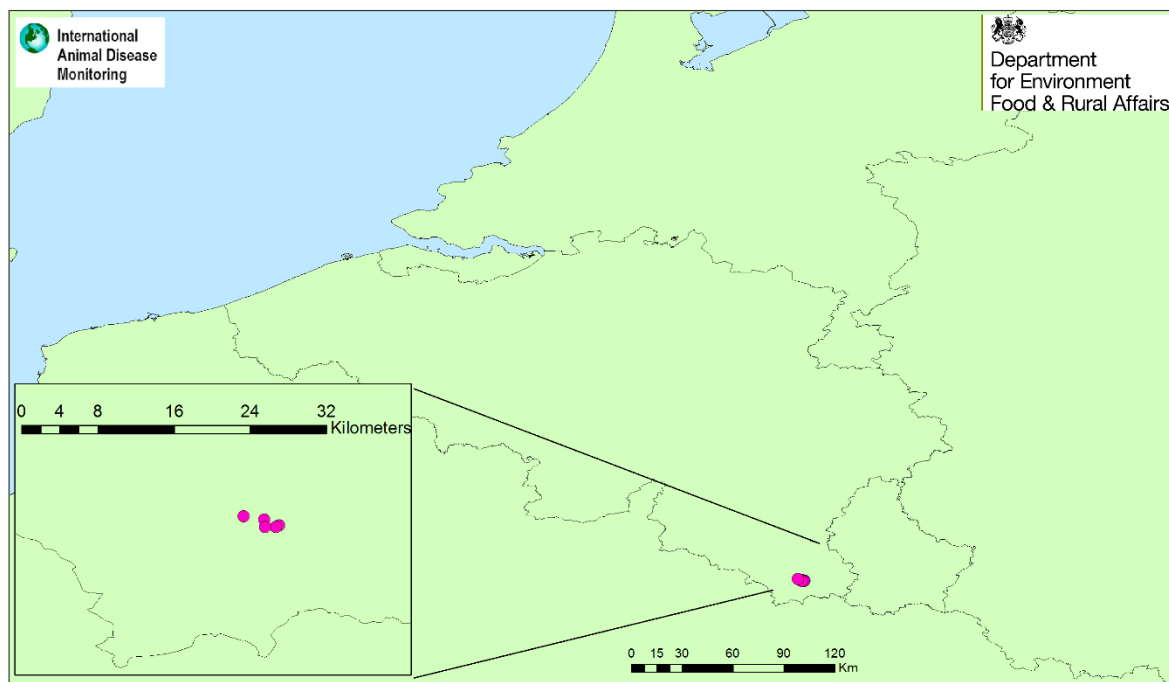 International
Animal Disease
Monitoring
Department
for Environment
Food & Rural Affairs
0 4 8 16 24 32
Kilometers
0 15 30 60 90 120
Km